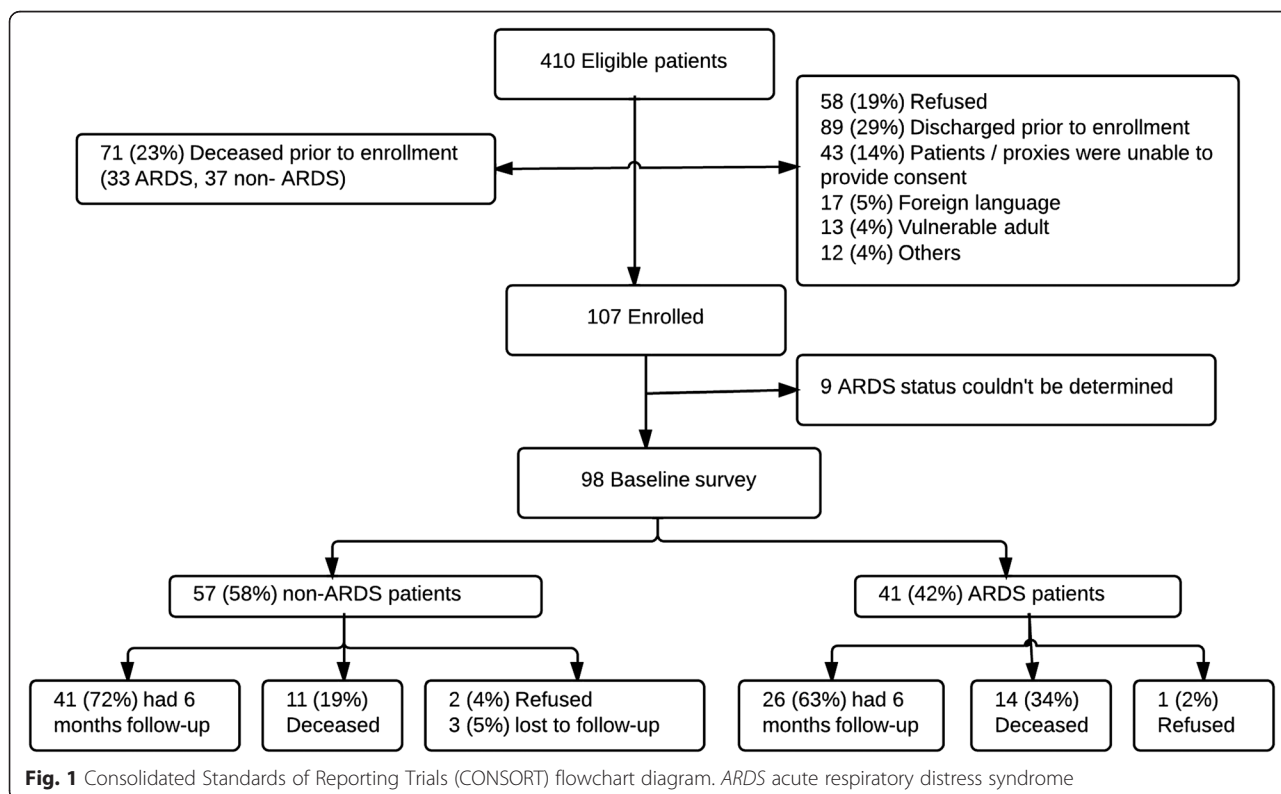 410 Eligible patients
58 (19%) Refused
89 (29%) Discharged prior to enrollment
43 (14%) Patients / proxies were unable to
provide consent
17 (5%) Foreign language
13 (4%) Vulnerable adult
12 (4%) Others
71 (23%) Deceased prior to enrollment
(33 ARDS, 37 non- ARDS)
107 Enrolled
9 ARDS status couldn't be determined
98 Baseline survey
57 (58%) non-ARDS patients
41 (42%) ARDS patients
41 (72%) had 6
months follow-up
11 (19%)
Deceased
2 (4%) Refused
3 (5%) lost to follow-up
26 (63%) had 6
months follow-up
14 (34%)
Deceased
1 (2%)
Refused
Fig. 1 Consolidated Standards of Reporting Trials (CONSORT) flowchart diagram. ARDS acute respiratory distress syndrome